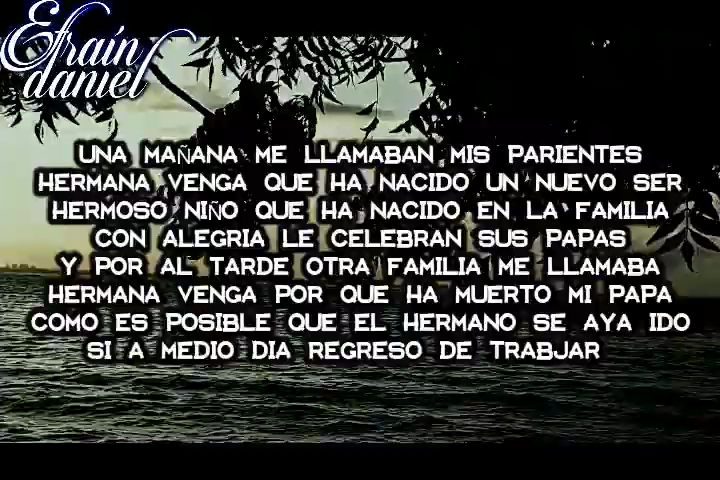 Efraín
daniel
UNA MAÑANA ME LLAMABAN MIS PARIENTES
HERMANA VENGA QUE HA NACIDO UN NUEVO SER
HERMOSO NIÑO QUE HA NACIDO EN LA FAMILIA
CON ALEGRIA LE CELEBRAN SUS PAPAS
Y POR AL TARDE OTRA FAMILIA ME LLAMABA
HERMANA VENGA POR QUE HA MUERTO MI PAPA
COMO ES POSIBLE QUE EL HERMANO SE AYA IDO
SI A MEDIO DIA REGRESO DE TRABJAR